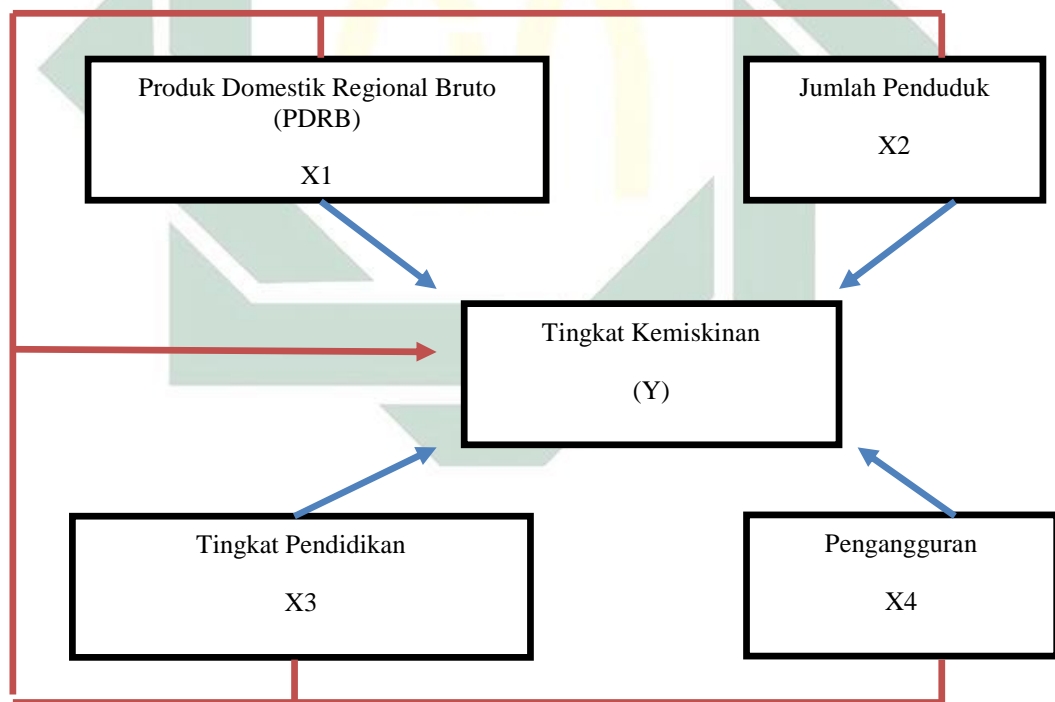 Produk Domestik Regional Bruto
(PDRB)
X1
Jumlah Penduduk
X2
Tingkat Kemiskinan
(Y)
Tingkat Pendidikan
X3
Pengangguran
X4